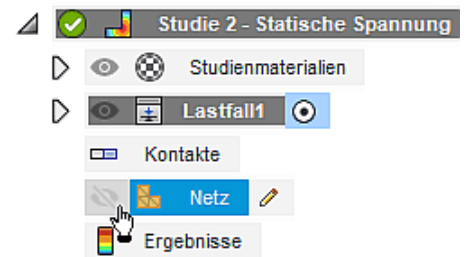 Studie 2 - Statische Spannung
Studienmaterialien
Lastfall1
Kontakte
Netz
Ergebnisse